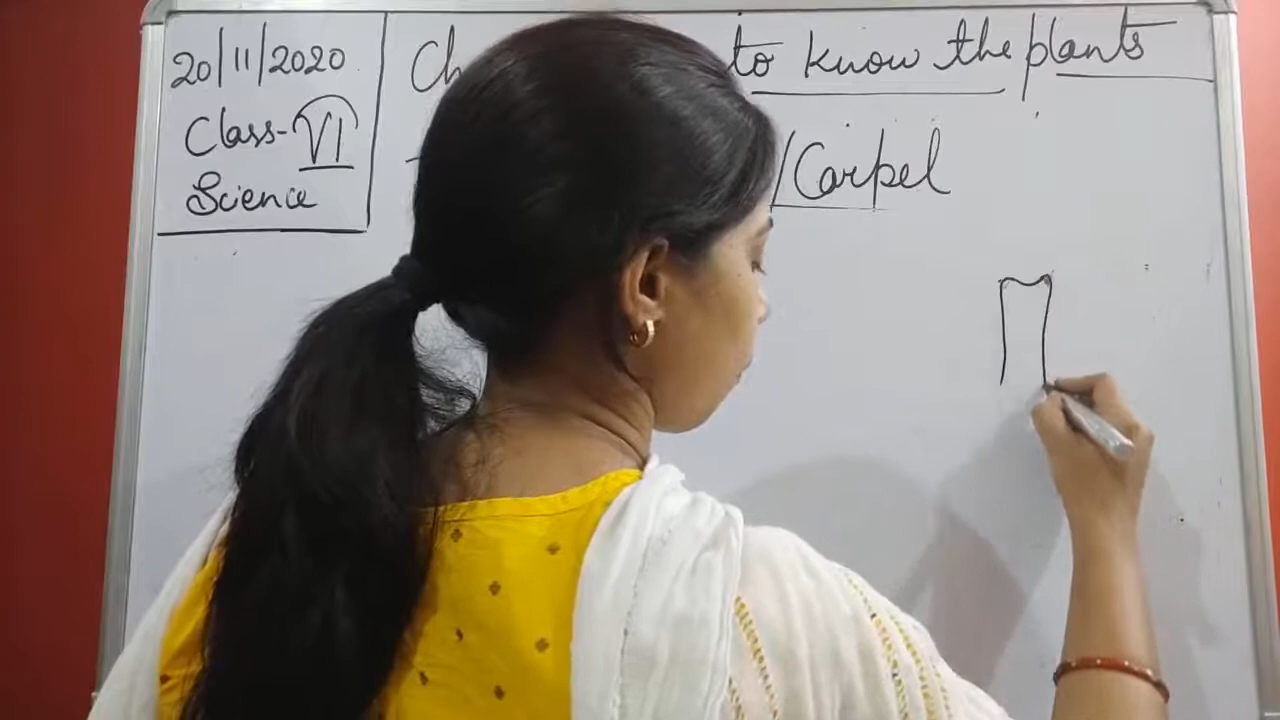 20/11/2020
Class-VI
Science
Ch to know the plants
/Carpel